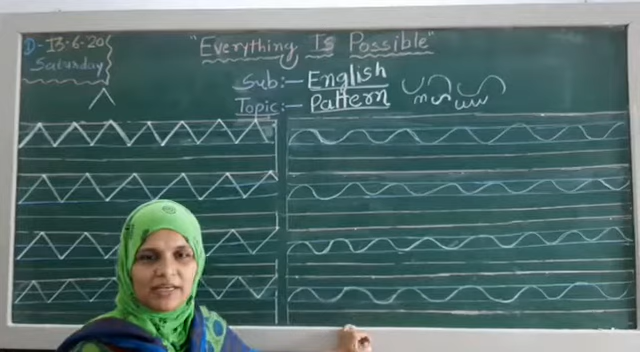 D-13-6-20
Saturday
"Everything Is Possible"
Sub:- English
Topic:- Pattern